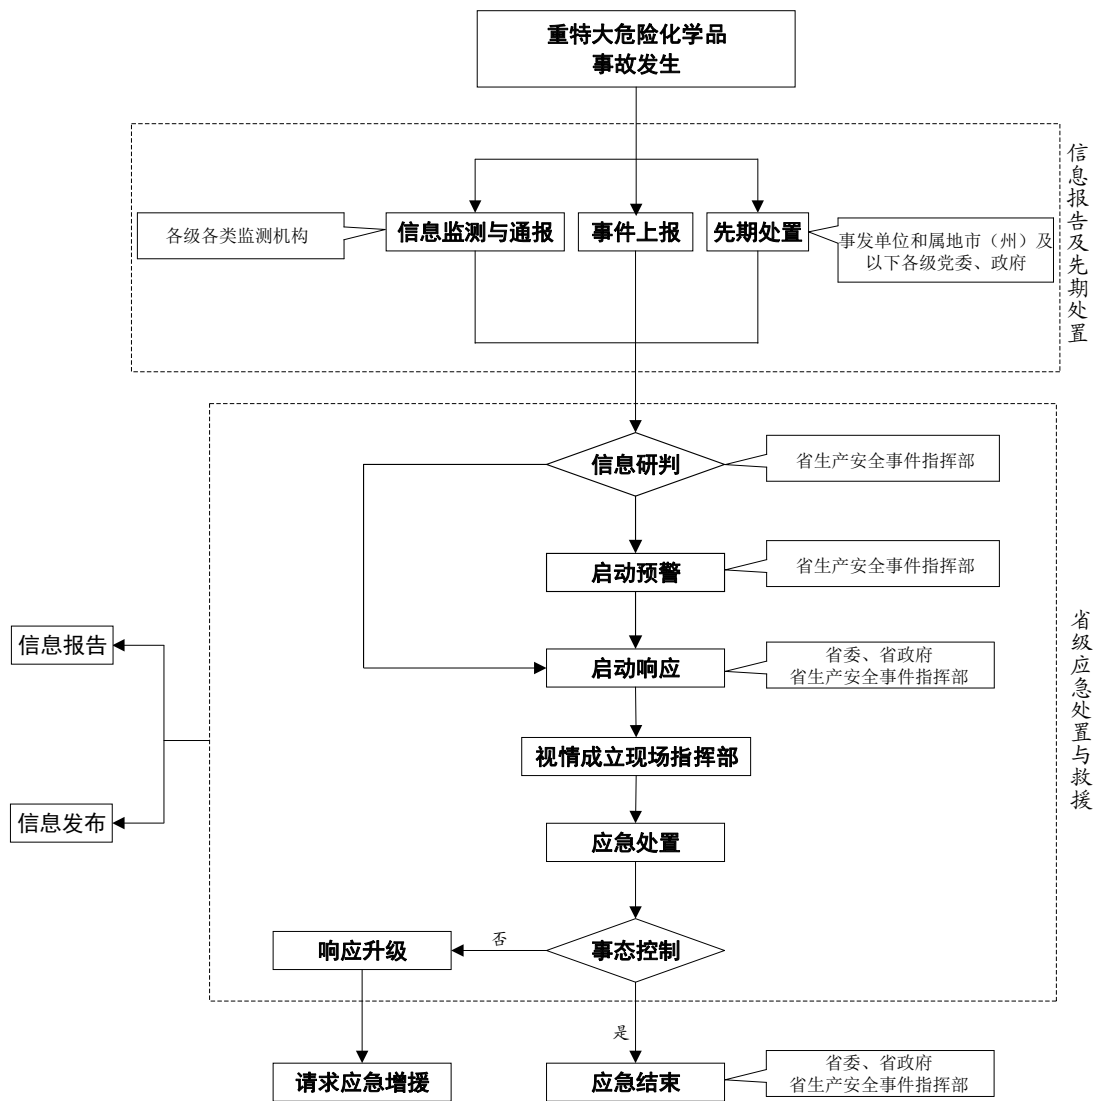 重特大危险化学品
事故发生
信息报告及先期处置
各级各类监测机构
信息监测与通报
事件上报
先期处置
事发单位和属地市（州）及
以下各级党委、政府
信息研判
省生产安全事件指挥部
启动预警
省生产安全事件指挥部
启动响应
省委、省政府
省生产安全事件指挥部
省级应急处置与救援
信息报告
信息发布
视情成立现场指挥部
应急处置
事态控制
否
响应升级
是
请求应急增援
应急结束
省委、省政府
省生产安全事件指挥部